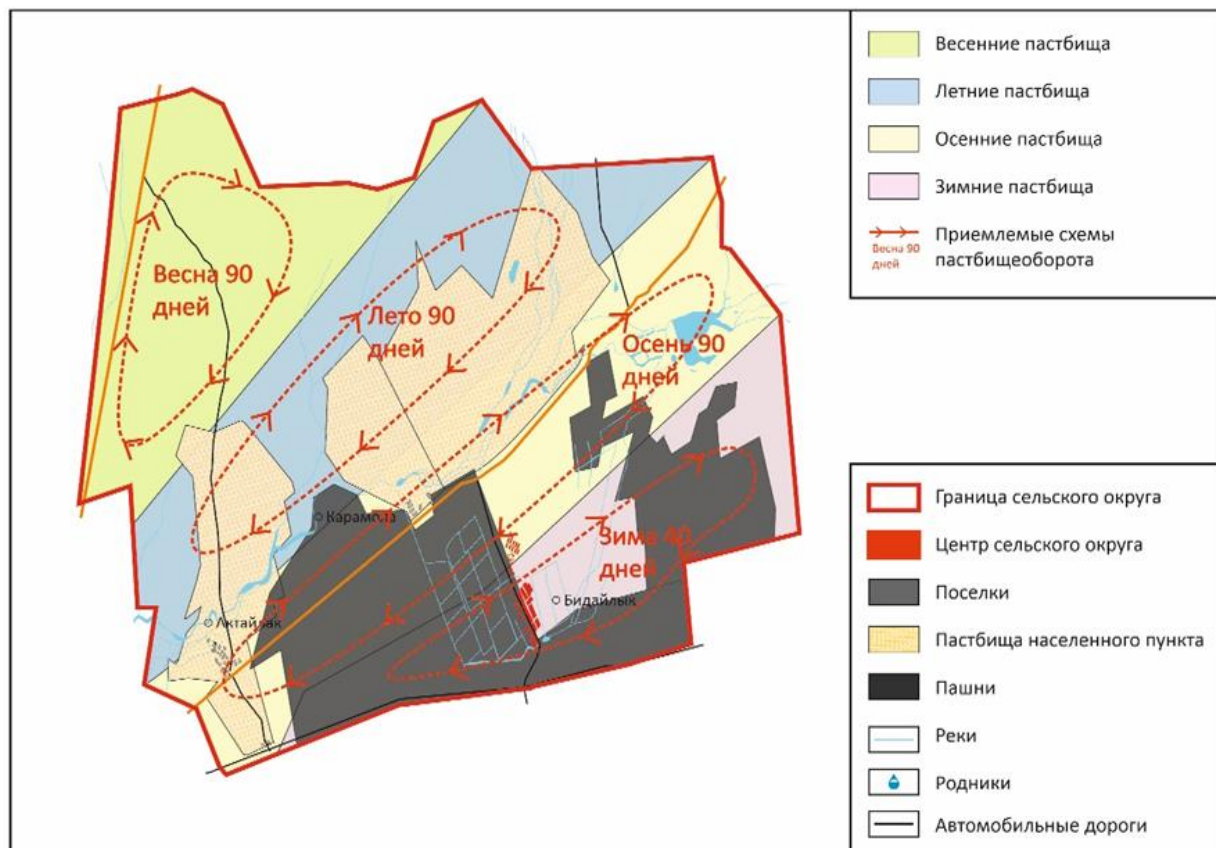 Весна 90
дней
Лето 90
дней
Осень 90
дней
Зима 40
дней
Карамола
Актайлак
Бидайлык
Весенние пастбища
Летние пастбища
Осенние пастбища
Зимние пастбища
Весна 90
дней
Приемлемые схемы
пастбищеоборота
Граница сельского округа
Центр сельского округа
Поселки
Пастбища населенного пункта
Пашни
Реки
Родники
Автомобильные дороги